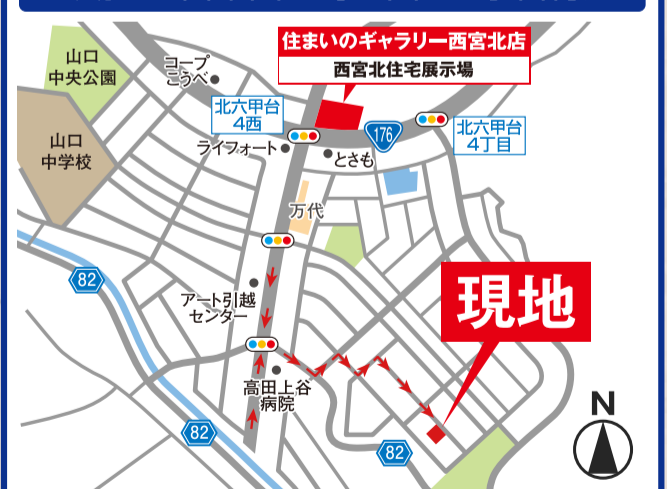 住まいのギャラリー西宮北店
西宮北住宅展示場
山口
中央公園
コープ
こうべ
北六甲台
4西
176
北六甲台
4丁目
山口
中学校
ライフォート
とさも
万代
82
アート引越
センター
現地
高田上谷
病院
82
82
N